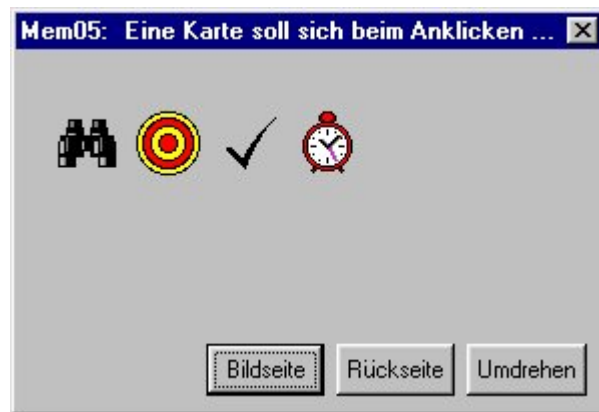 Mem05: Eine Karte soll sich beim Anklicken ...
Bildseite Rückseite Umdrehen